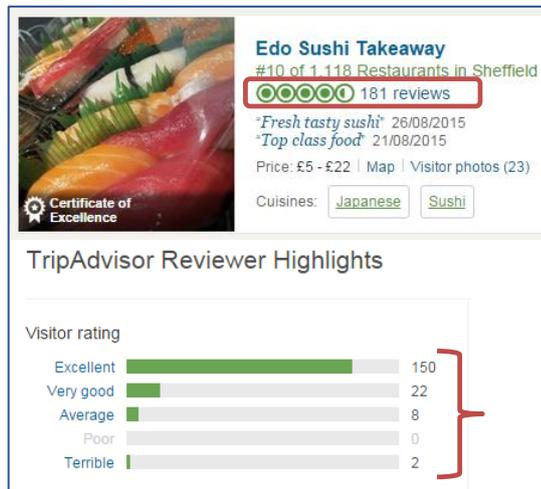 Edo Sushi Takeaway
#10 of 1,118 Restaurants in Sheffield
181 reviews
"Fresh tasty sushi" 26/08/2015
"Top class food" 21/08/2015
Price: £5 - £22 | Map | Visitor photos (23)
Certificate of
Excellence
Cuisines: Japanese Sushi
TripAdvisor Reviewer Highlights
Visitor rating
Excellent 150
Very good 22
Average 8
Poor 0
Terrible 2